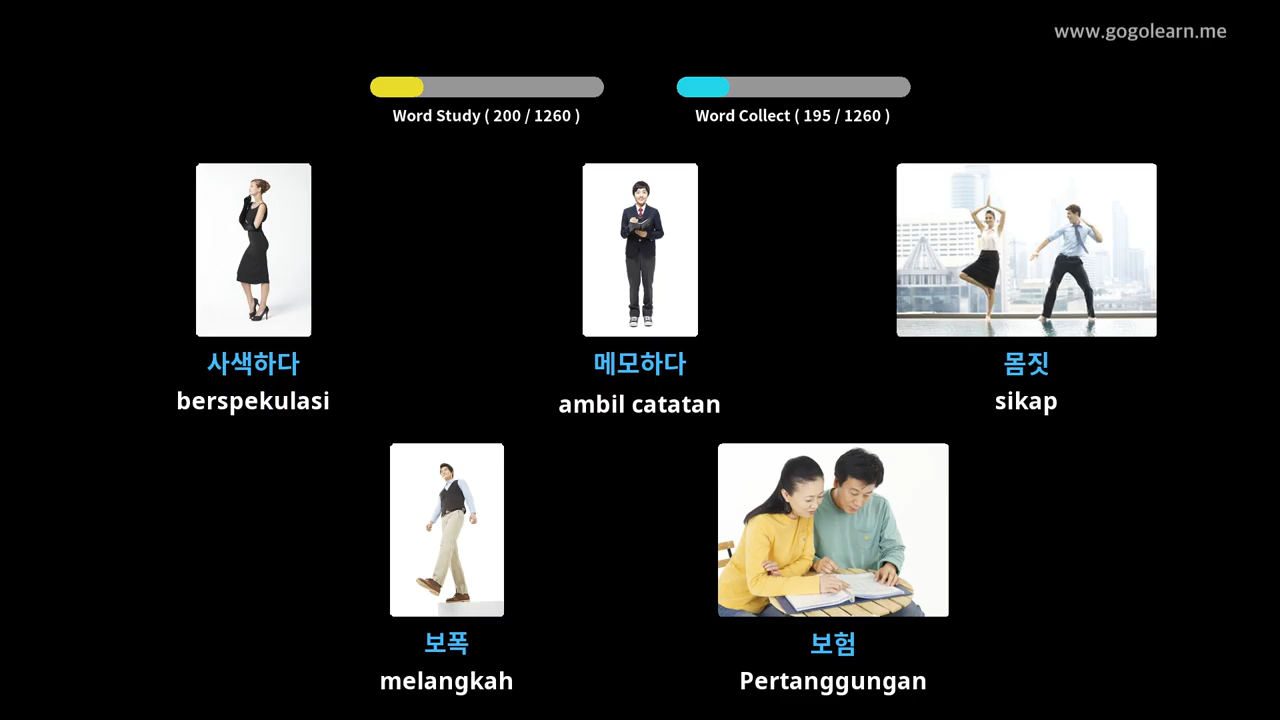 www.gogolearn.me
Word Study ( 200 / 1260 )
Word Collect ( 195 / 1260 )
사색하다
berspekulasi
메모하다
ambil catatan
몸짓
sikap
보폭
melangkah
보험
Pertanggungan